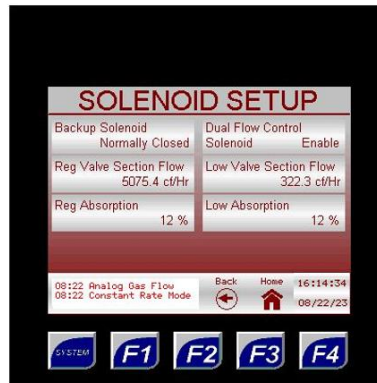 SOLENOID SETUP
Backup Solenoid
Normally Closed
Dual Flow Control
Solenoid Enable
Reg Valve Section Flow
5075.4 cf/Hr
Low Valve Section Flow
322.3 cf/Hr
Reg Absorption
12 %
Low Absorption
12 %
08:22 Analog Gas Flow
08:22 Constant Rate Mode
Back
Home
16:14:34
08/22/23
SYSTEM
F1
F2
F3
F4